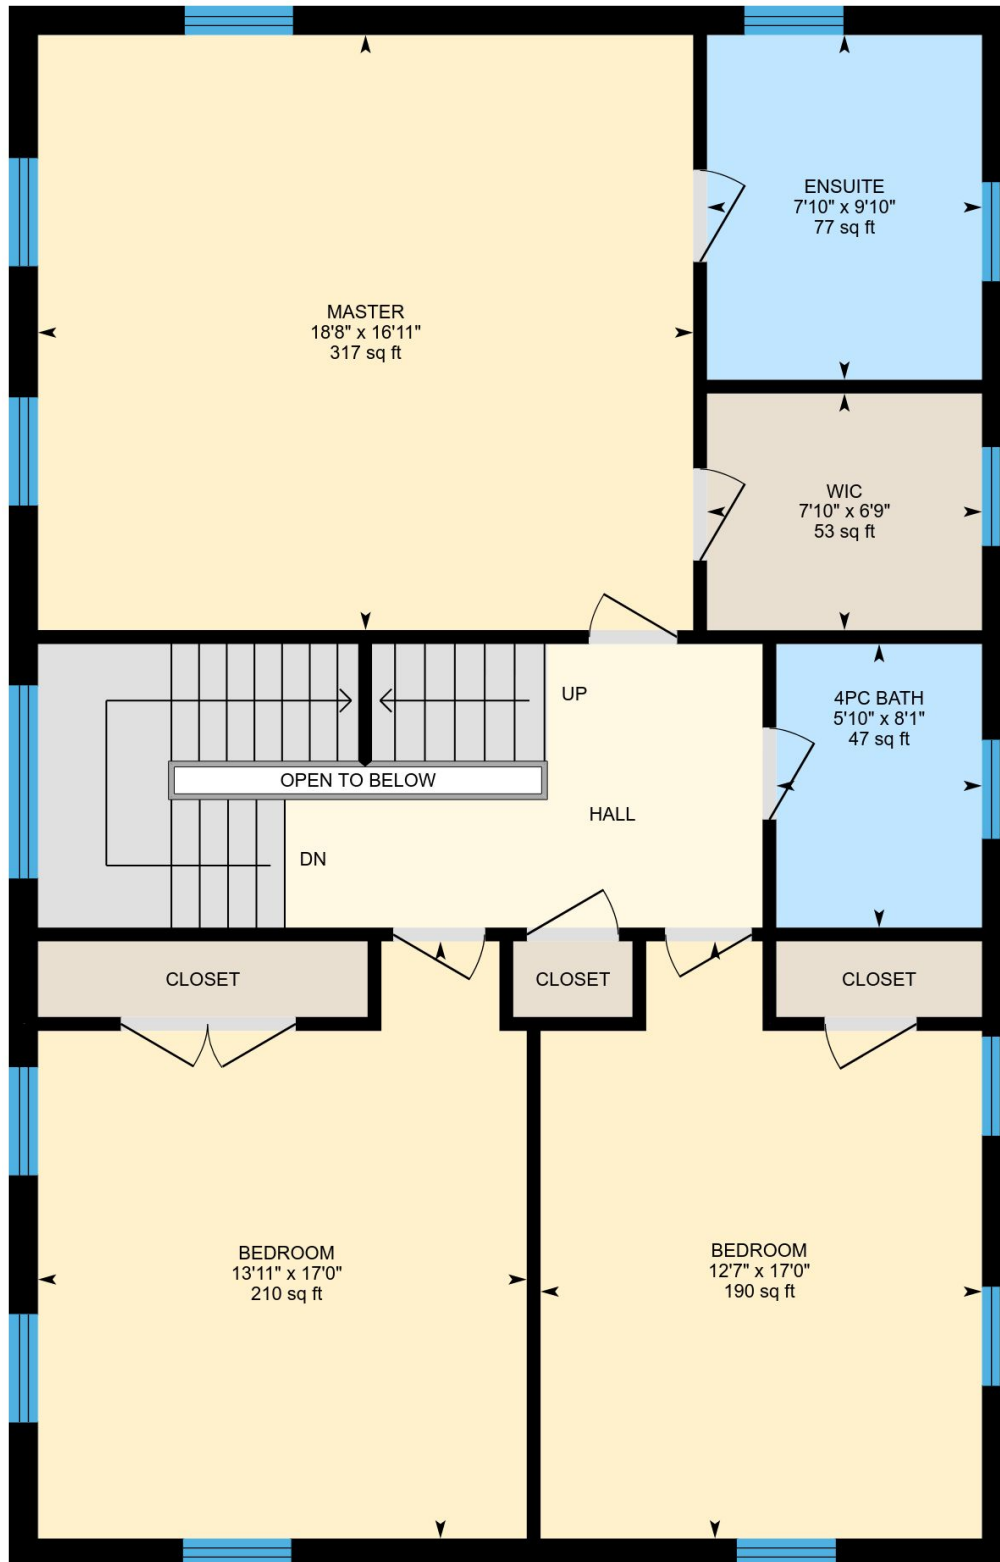 ENSUITE
7'10" x 9'10"
77 sq ft
MASTER
18'8" x 16'11"
317 sq ft
WIC
7'10" x 6'9"
53 sq ft
UP
4PC BATH
5'10" x 8'1"
47 sq ft
OPEN TO BELOW
HALL
DN
CLOSET
CLOSET
CLOSET
BEDROOM
13'11" x 17'0"
210 sq ft
BEDROOM
12'7" x 17'0"
190 sq ft